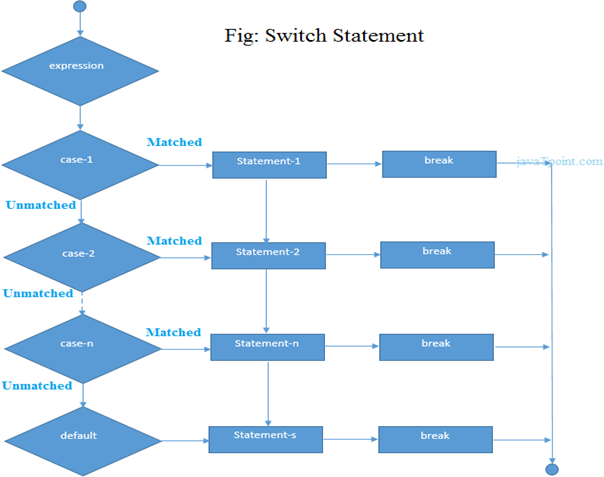 Fig: Switch Statement
expression
Matched
case-1
Statement-1
break
javaTpoint.com
Unmatched
Matched
case-2
Statement-2
break
Unmatched
Matched
case-n
Statement-n
break
Unmatched
default
Statement-s
break